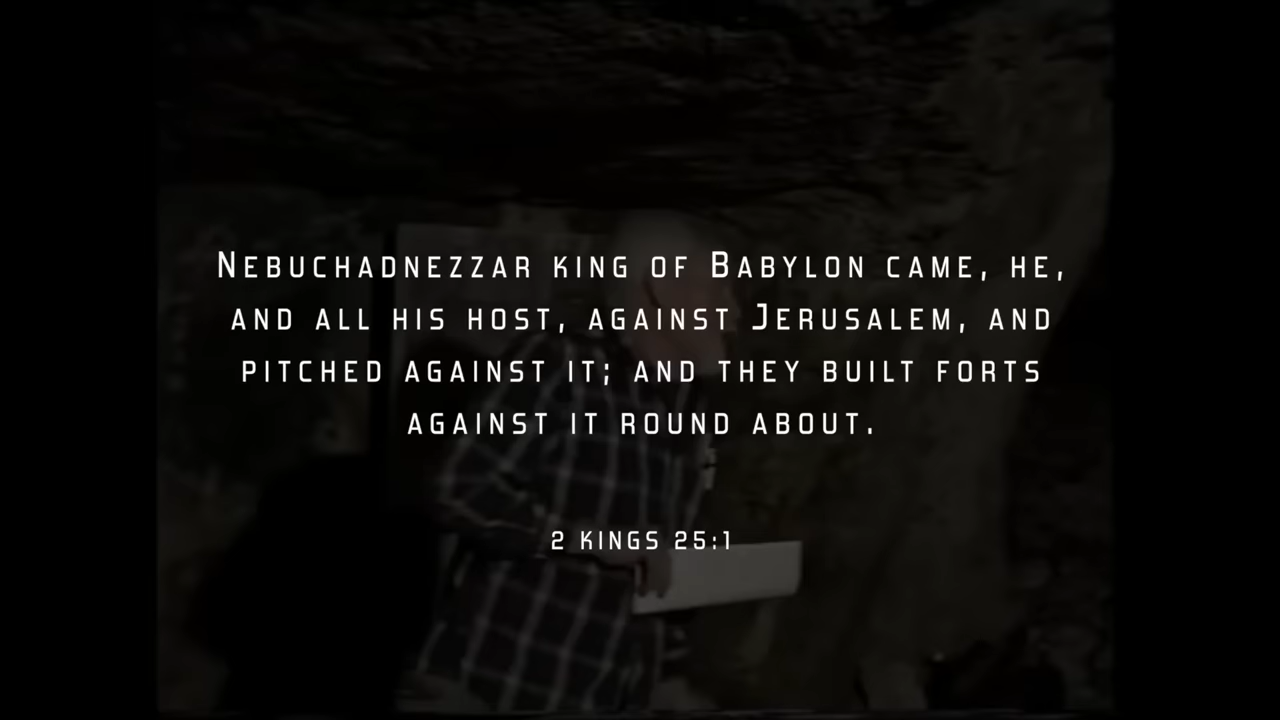 Nebuchadnezzar king of Babylon came, he,
and all his host, against Jerusalem, and
pitched against it; and they built forts
against it round about.
2 Kings 25:1